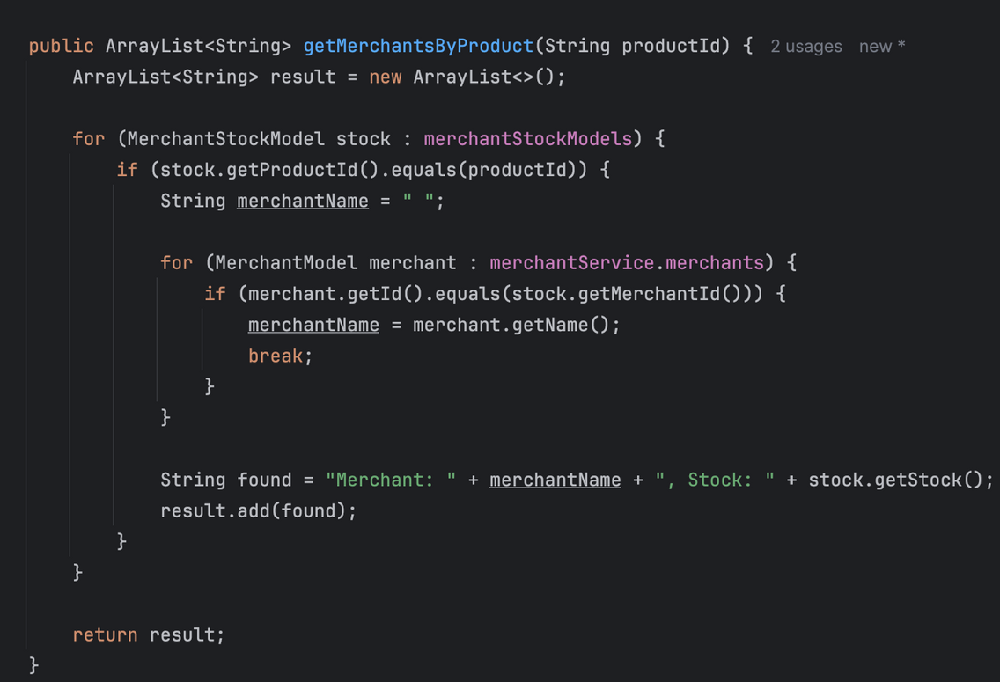 public ArrayList<String> getMerchantsByProduct(String productId) { 2 usages new *
    ArrayList<String> result = new ArrayList<>();

    for (MerchantStockModel stock : merchantStockModels) {
        if (stock.getProductId().equals(productId)) {
            String merchantName = " ";

            for (MerchantModel merchant : merchantService.merchants) {
                if (merchant.getId().equals(stock.getMerchantId())) {
                    merchantName = merchant.getName();
                    break;
                }
            }

            String found = "Merchant: " + merchantName + ", Stock: " + stock.getStock();
            result.add(found);
        }
    }

    return result;
}